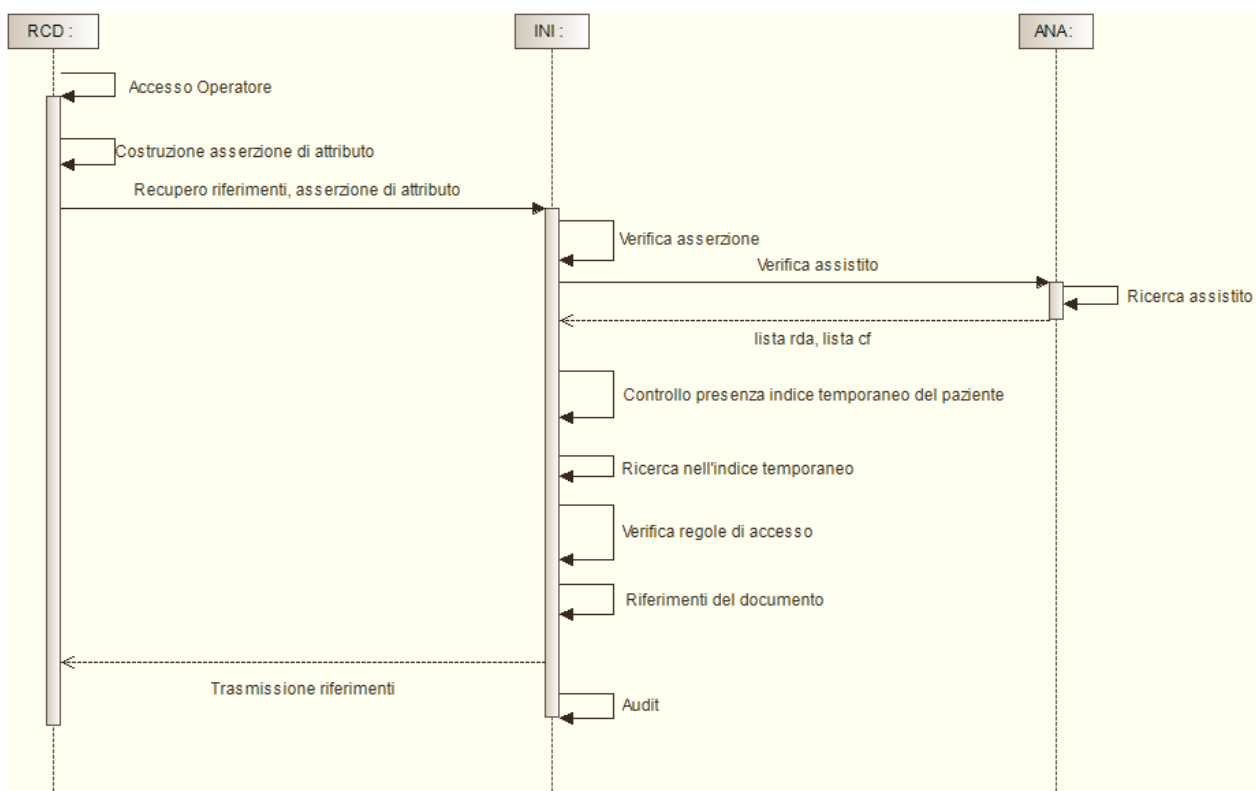 RCD :
INI :
ANA:
Accesso Operatore
Costruzione asserzione di attributo
Recupero riferimenti, asserzione di attributo
Verifica asserzione
Verifica assistito
Ricerca assistito
lista rda, lista cf
Controllo presenza indice temporaneo del paziente
Ricerca nell'indice temporaneo
Verifica regole di accesso
Riferimenti del documento
Trasmissione riferimenti
Audit